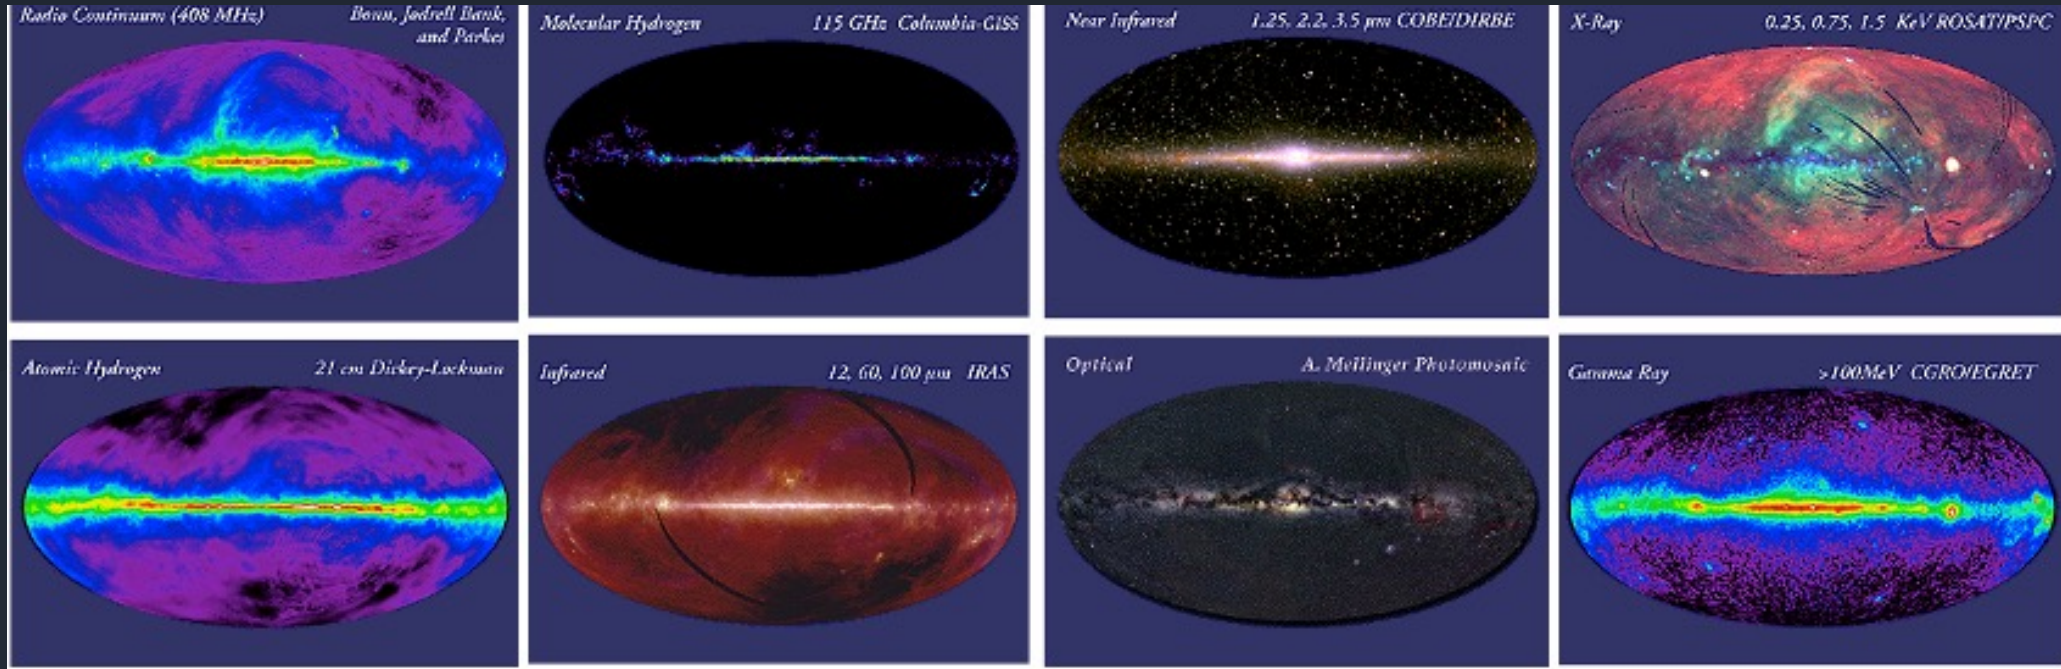 Radio Continuum (408 MHz) Bonn, Jodrell Bank,
and Parkes
Molecular Hydrogen 115 GHz Columbia-GISS
Near Infrared 1.25, 2.2, 3.5 μm COBE/DIRBE
X-Ray 0.25, 0.75, 1.5 KeV ROSAT/PSPC
Atomic Hydrogen 21 cm Dickey-Lockman
Infrared 12, 60, 100 μm IRAS
Optical A. Mellinger Photomosaic
Gamma Ray >100MeV CGRO/EGRET